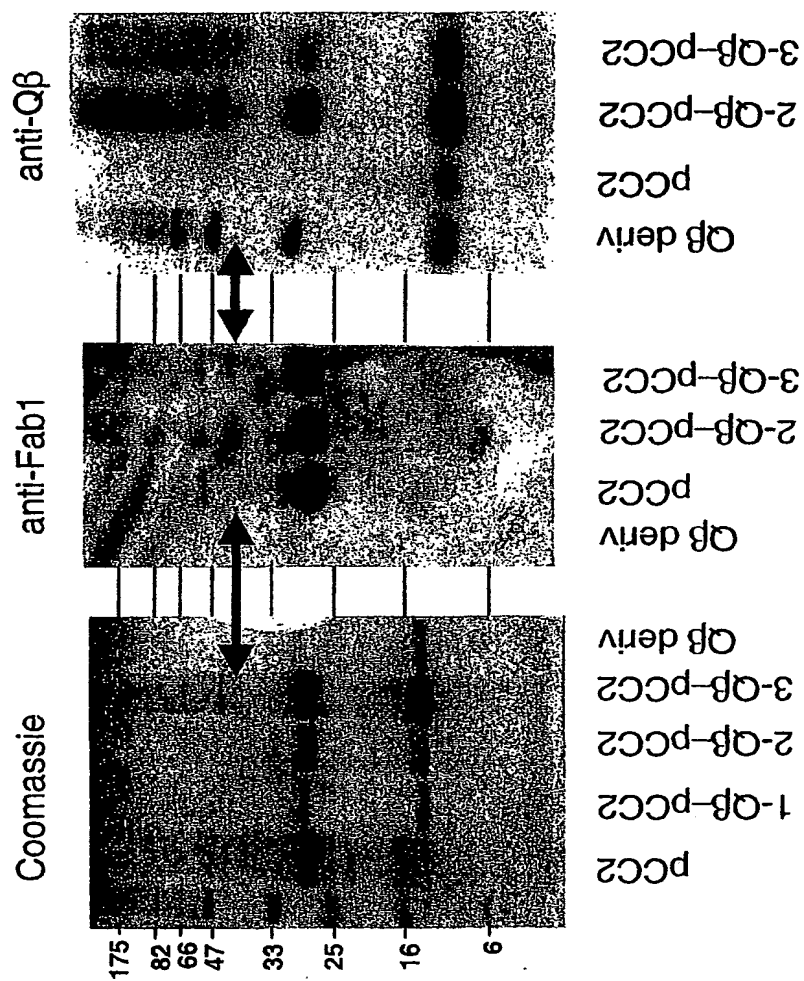 Coomassie
anti-Fab1
anti-Qβ
175
82
66
47
33
25
16
6
pCC2
1-Qβ–pCC2
2-Qβ–pCC2
3-Qβ–pCC2
Qβ deriv
Qβ deriv
pCC2
2-Qβ–pCC2
3-Qβ–pCC2
Qβ deriv
pCC2
2-Qβ–pCC2
3-Qβ–pCC2